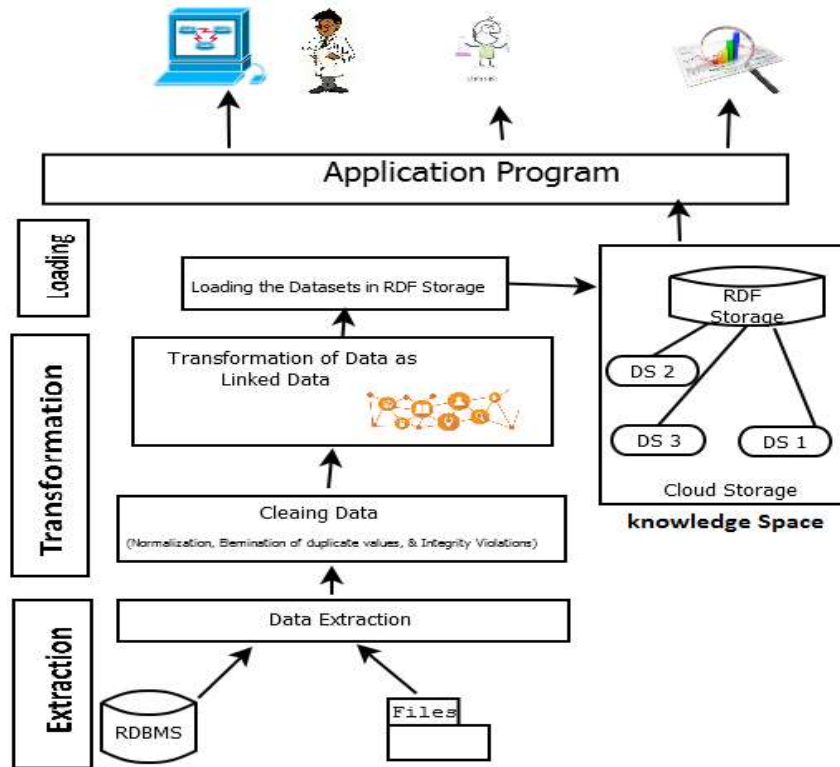 Application Program
Loading
Loading the Datasets in RDF Storage
RDF
Storage
Transformation
Transformation of Data as
Linked Data
DS 2
DS 3
DS 1
Cloud Storage
knowledge Space
Cleaing Data
(Normalization, Elemination of duplicate values, & Integrity Violations)
Extraction
Data Extraction
RDBMS
Files